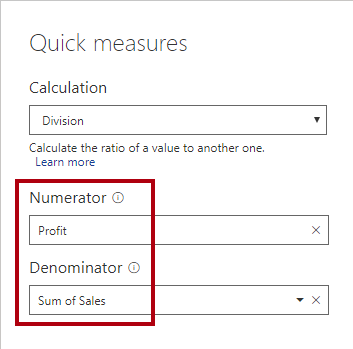 Quick measures
Calculation
Division
Calculate the ratio of a value to another one.
Learn more
Numerator
Profit
Denominator
Sum of Sales